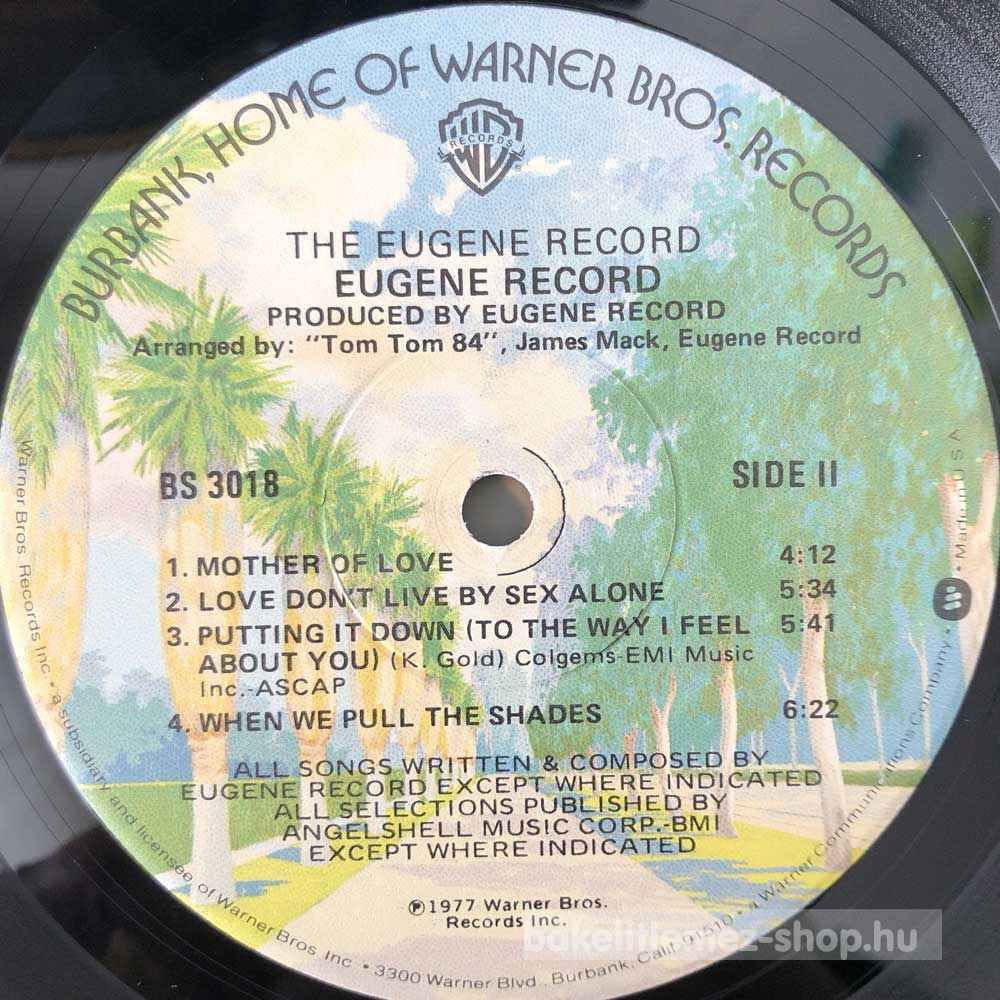 BURBANK, HOME OF WARNER BROS. RECORDS
RECORDS
THE EUGENE RECORD
EUGENE RECORD
PRODUCED BY EUGENE RECORD
Arranged by: "Tom Tom 84", James Mack, Eugene Record
BS 3018
SIDE II
1. MOTHER OF LOVE 4:12
2. LOVE DON'T LIVE BY SEX ALONE 5:34
3. PUTTING IT DOWN (TO THE WAY I FEEL 5:41
ABOUT YOU) (K. Gold) Colgems-EMI Music
Inc.-ASCAP
4. WHEN WE PULL THE SHADES 6:22
ALL SONGS WRITTEN & COMPOSED BY
EUGENE RECORD EXCEPT WHERE INDICATED
ALL SELECTIONS PUBLISHED BY
ANGELSHELL MUSIC CORP.-BMI
EXCEPT WHERE INDICATED
℗1977 Warner Bros.
Records Inc.
Warner Bros Records Inc. • a subsidiary and licensee of Warner Bros Inc • 3300 Warner Blvd., Burbank, Calif. 91510 • a Warner Communications Company • Made in U S A
bakelitlemez-shop.hu